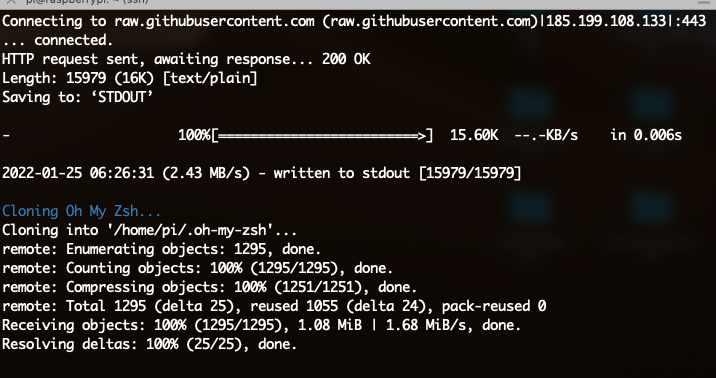 pi@raspberrypi: ~ (ssh)
Connecting to raw.githubusercontent.com (raw.githubusercontent.com)|185.199.108.133|:443
... connected.
HTTP request sent, awaiting response... 200 OK
Length: 15979 (16K) [text/plain]
Saving to: ‘STDOUT’
- 100%[=========================>] 15.60K --.-KB/s in 0.006s
2022-01-25 06:26:31 (2.43 MB/s) - written to stdout [15979/15979]
Cloning Oh My Zsh...
Cloning into '/home/pi/.oh-my-zsh'...
remote: Enumerating objects: 1295, done.
remote: Counting objects: 100% (1295/1295), done.
remote: Compressing objects: 100% (1251/1251), done.
remote: Total 1295 (delta 25), reused 1055 (delta 24), pack-reused 0
Receiving objects: 100% (1295/1295), 1.08 MiB | 1.68 MiB/s, done.
Resolving deltas: 100% (25/25), done.